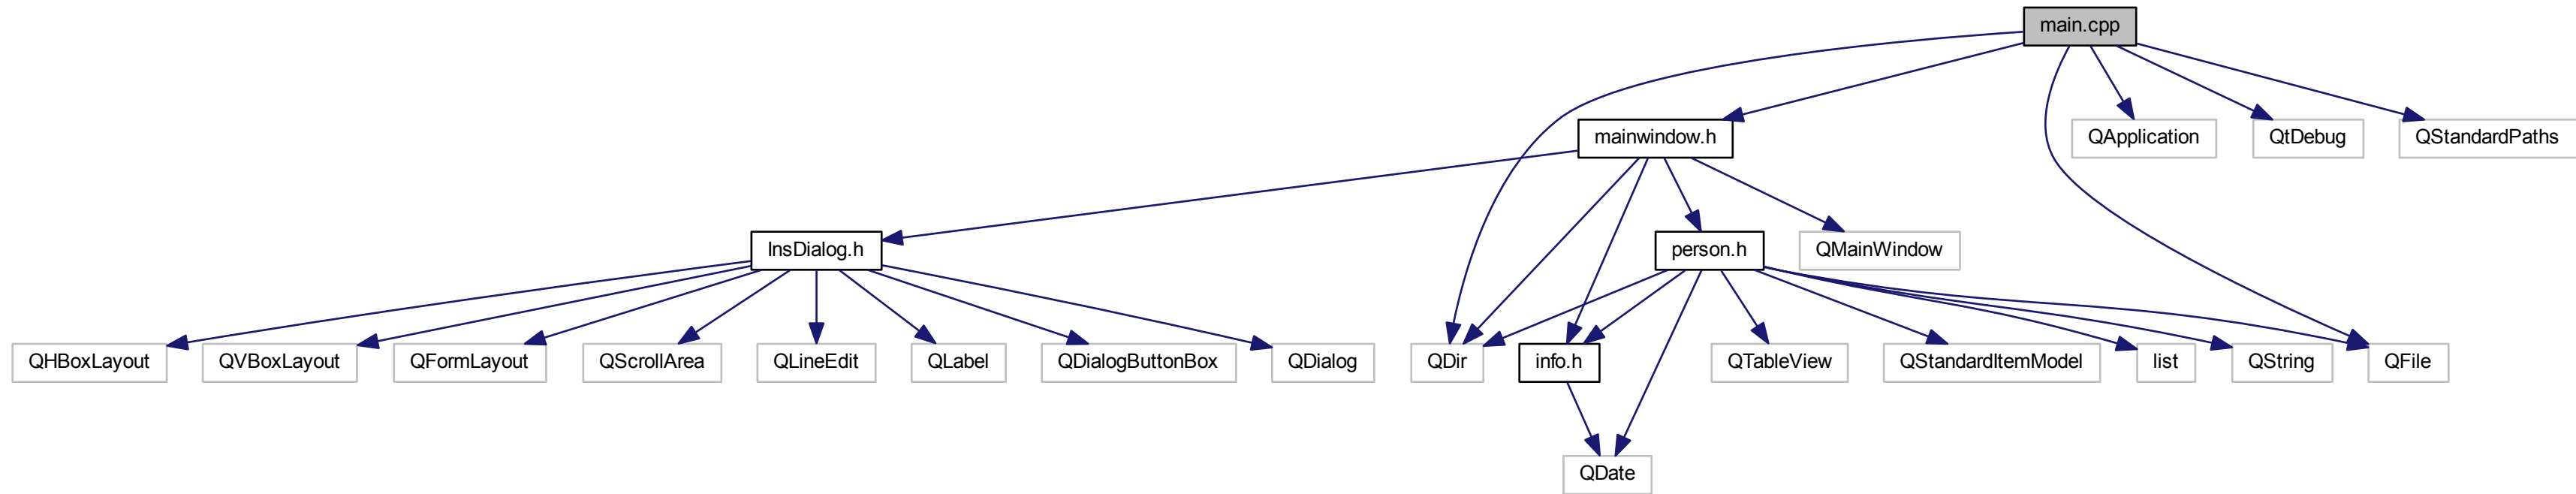 main.cpp
mainwindow.h
QApplication
QtDebug
QStandardPaths
InsDialog.h
person.h
QMainWindow
QHBoxLayout
QVBoxLayout
QFormLayout
QScrollArea
QLineEdit
QLabel
QDialogButtonBox
QDialog
QDir
info.h
QTableView
QStandardItemModel
list
QString
QFile
QDate